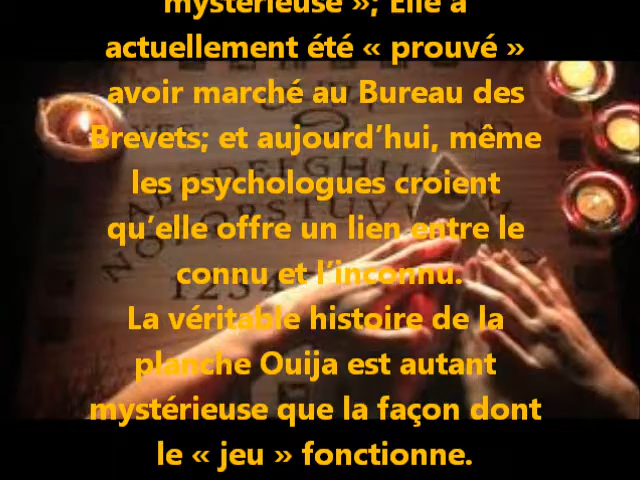 mystérieuse »; Elle a
actuellement été « prouvé »
avoir marché au Bureau des
Brevets; et aujourd’hui, même
les psychologues croient
qu’elle offre un lien entre le
connu et l’inconnu.
La véritable histoire de la
planche Ouija est autant
mystérieuse que la façon dont
le « jeu » fonctionne.